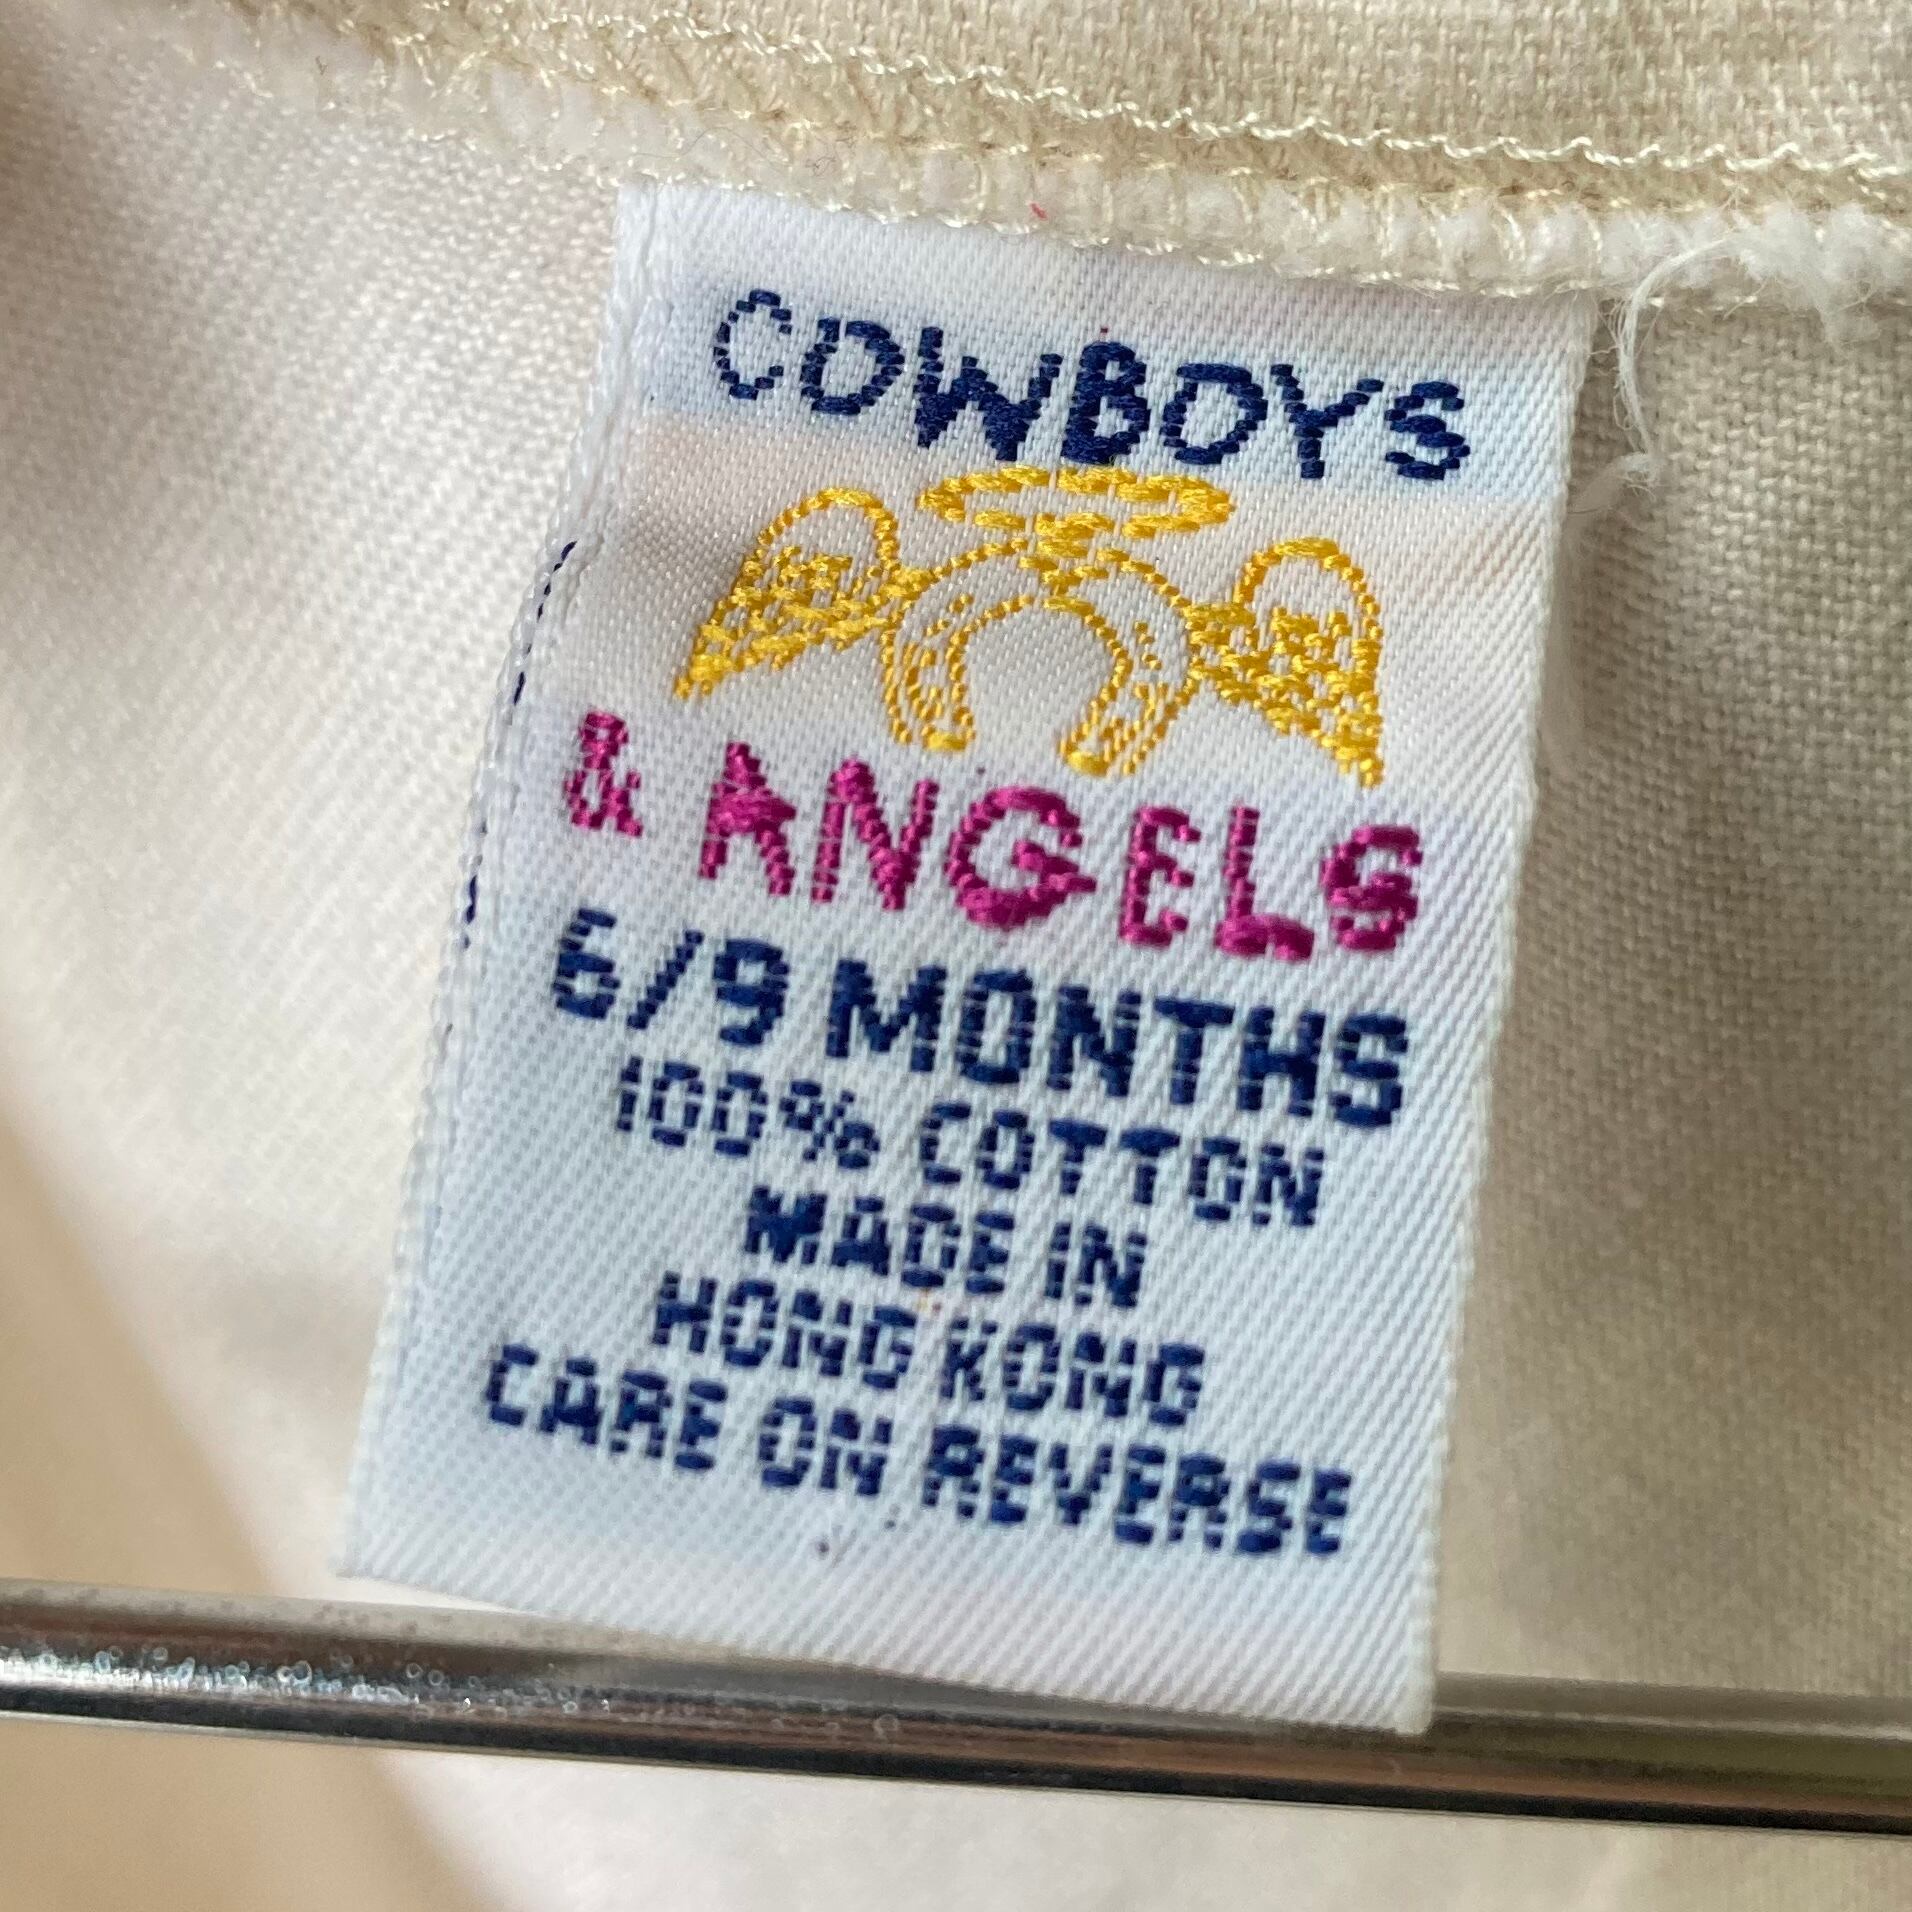 COWBOYS
& ANGELS
6/9 MONTHS
100% COTTON
MADE IN
HONG KONG
CARE ON REVERSE